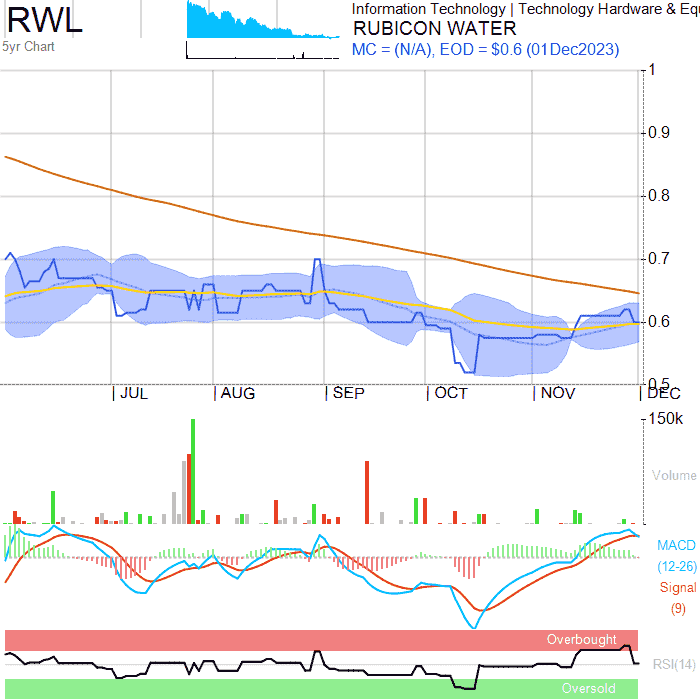 RWL
5yr Chart
Information Technology | Technology Hardware & Equ
RUBICON WATER
MC = (N/A), EOD = $0.6 (01Dec2023)
1
0.9
0.8
0.7
0.6
0.5
JUL AUG SEP OCT NOV DEC
150k
Volume
MACD
(12-26)
Signal
(9)
Overbought
RSI(14)
Oversold